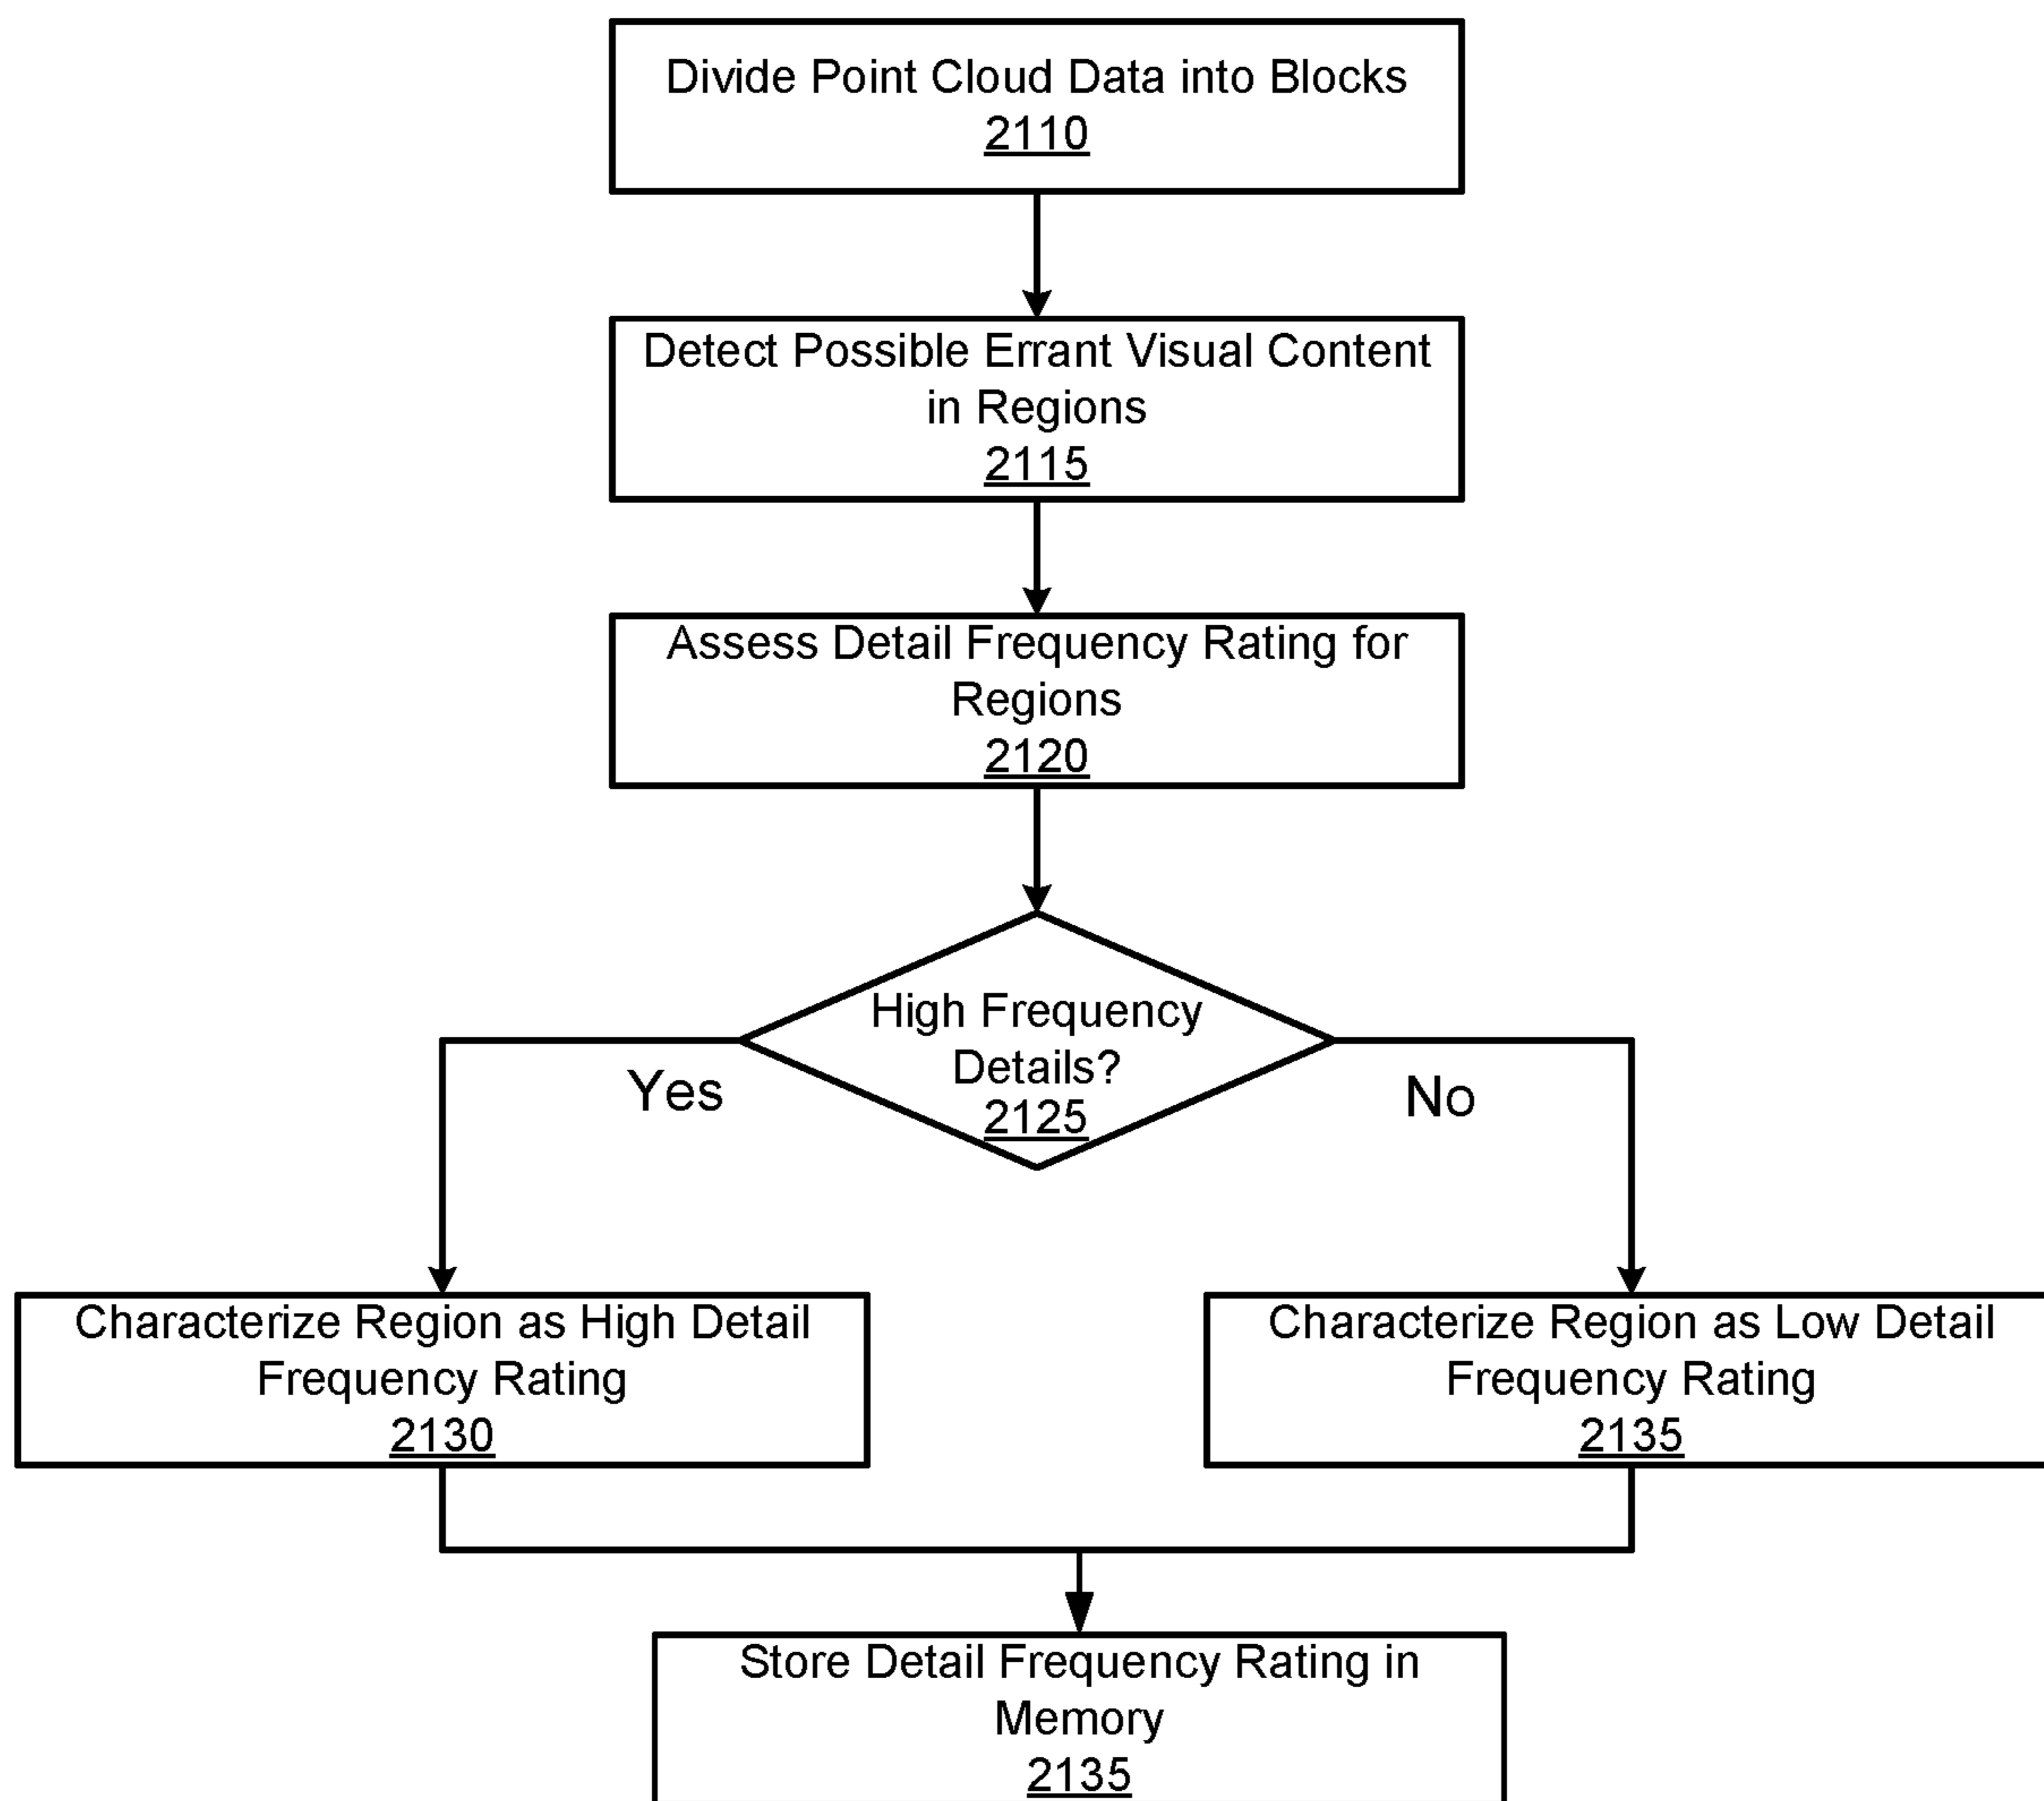 Divide Point Cloud Data into Blocks
2110
Detect Possible Errant Visual Content
in Regions
2115
Assess Detail Frequency Rating for
Regions
2120
High Frequency
Details?
2125
Yes
No
Characterize Region as High Detail
Frequency Rating
2130
Characterize Region as Low Detail
Frequency Rating
2135
Store Detail Frequency Rating in
Memory
2135